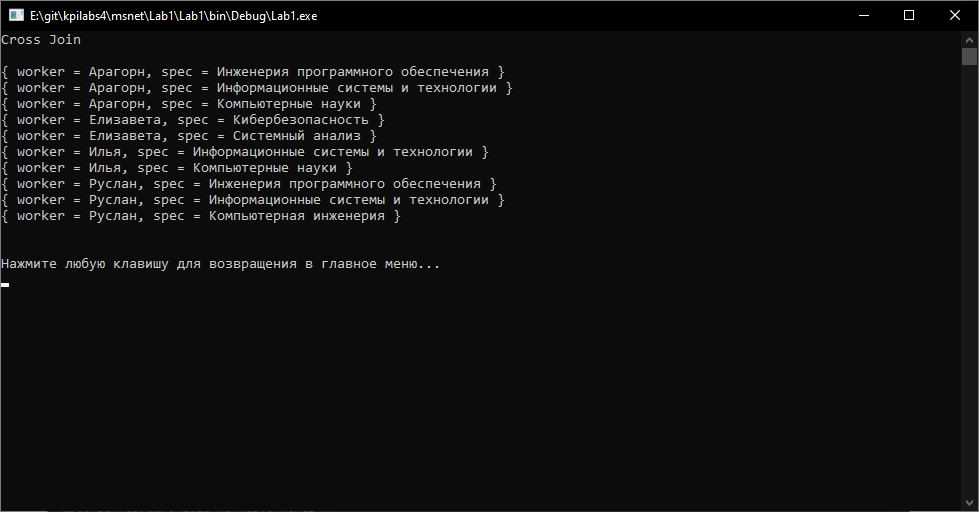 E:\git\kpilabs4\msnet\Lab1\Lab1\bin\Debug\Lab1.exe
Cross Join
{ worker = Арагорн, spec = Инженерия программного обеспечения }
{ worker = Арагорн, spec = Информационные системы и технологии }
{ worker = Арагорн, spec = Компьютерные науки }
{ worker = Елизавета, spec = Кибербезопасность }
{ worker = Елизавета, spec = Системный анализ }
{ worker = Илья, spec = Информационные системы и технологии }
{ worker = Илья, spec = Компьютерные науки }
{ worker = Руслан, spec = Инженерия программного обеспечения }
{ worker = Руслан, spec = Информационные системы и технологии }
{ worker = Руслан, spec = Компьютерная инженерия }
Нажмите любую клавишу для возвращения в главное меню...